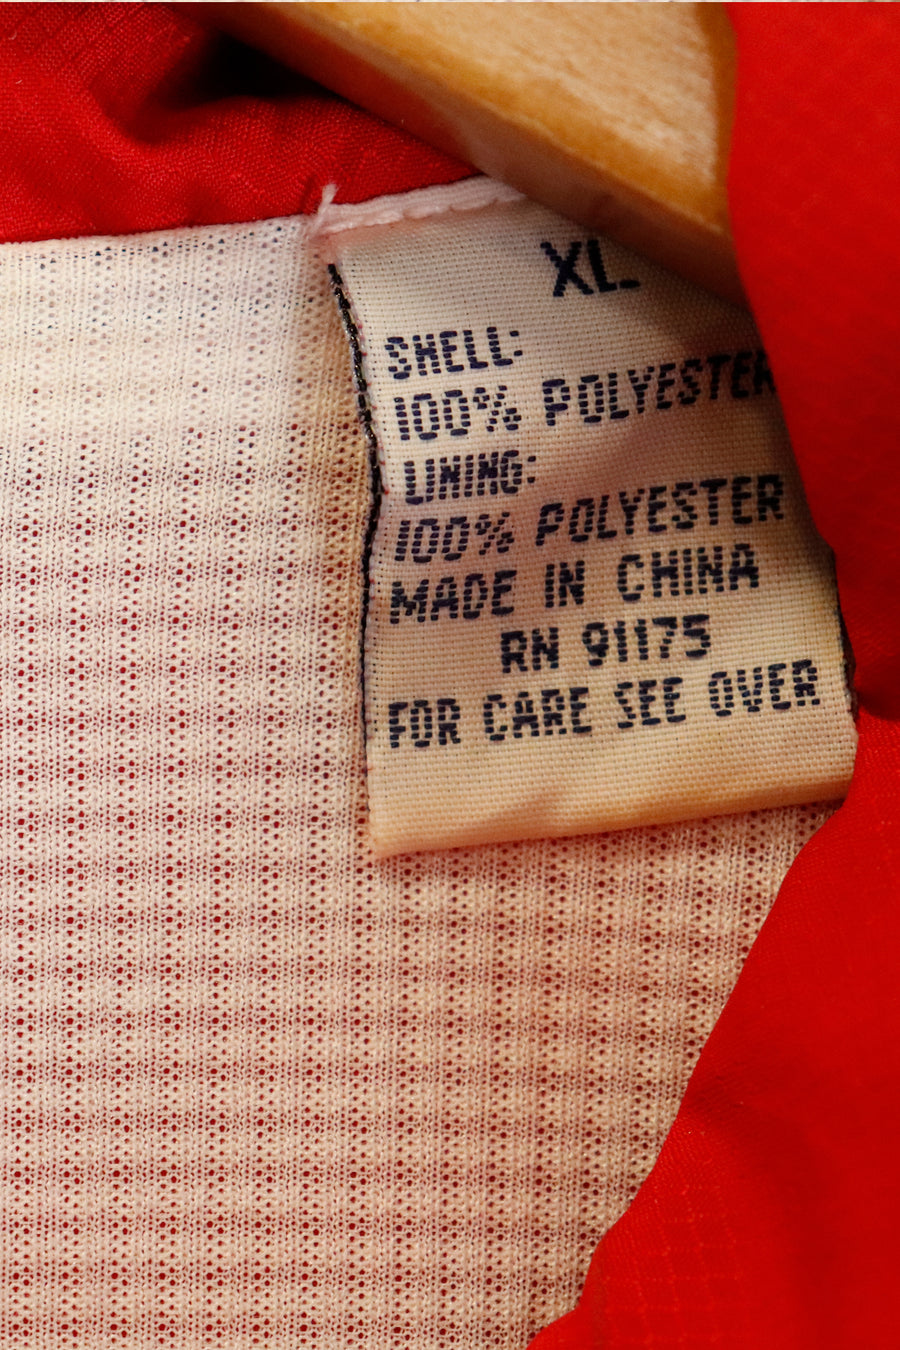 XL
SHELL:
100% POLYESTER
LINING:
100% POLYESTER
MADE IN CHINA
RN 91175
FOR CARE SEE OVER